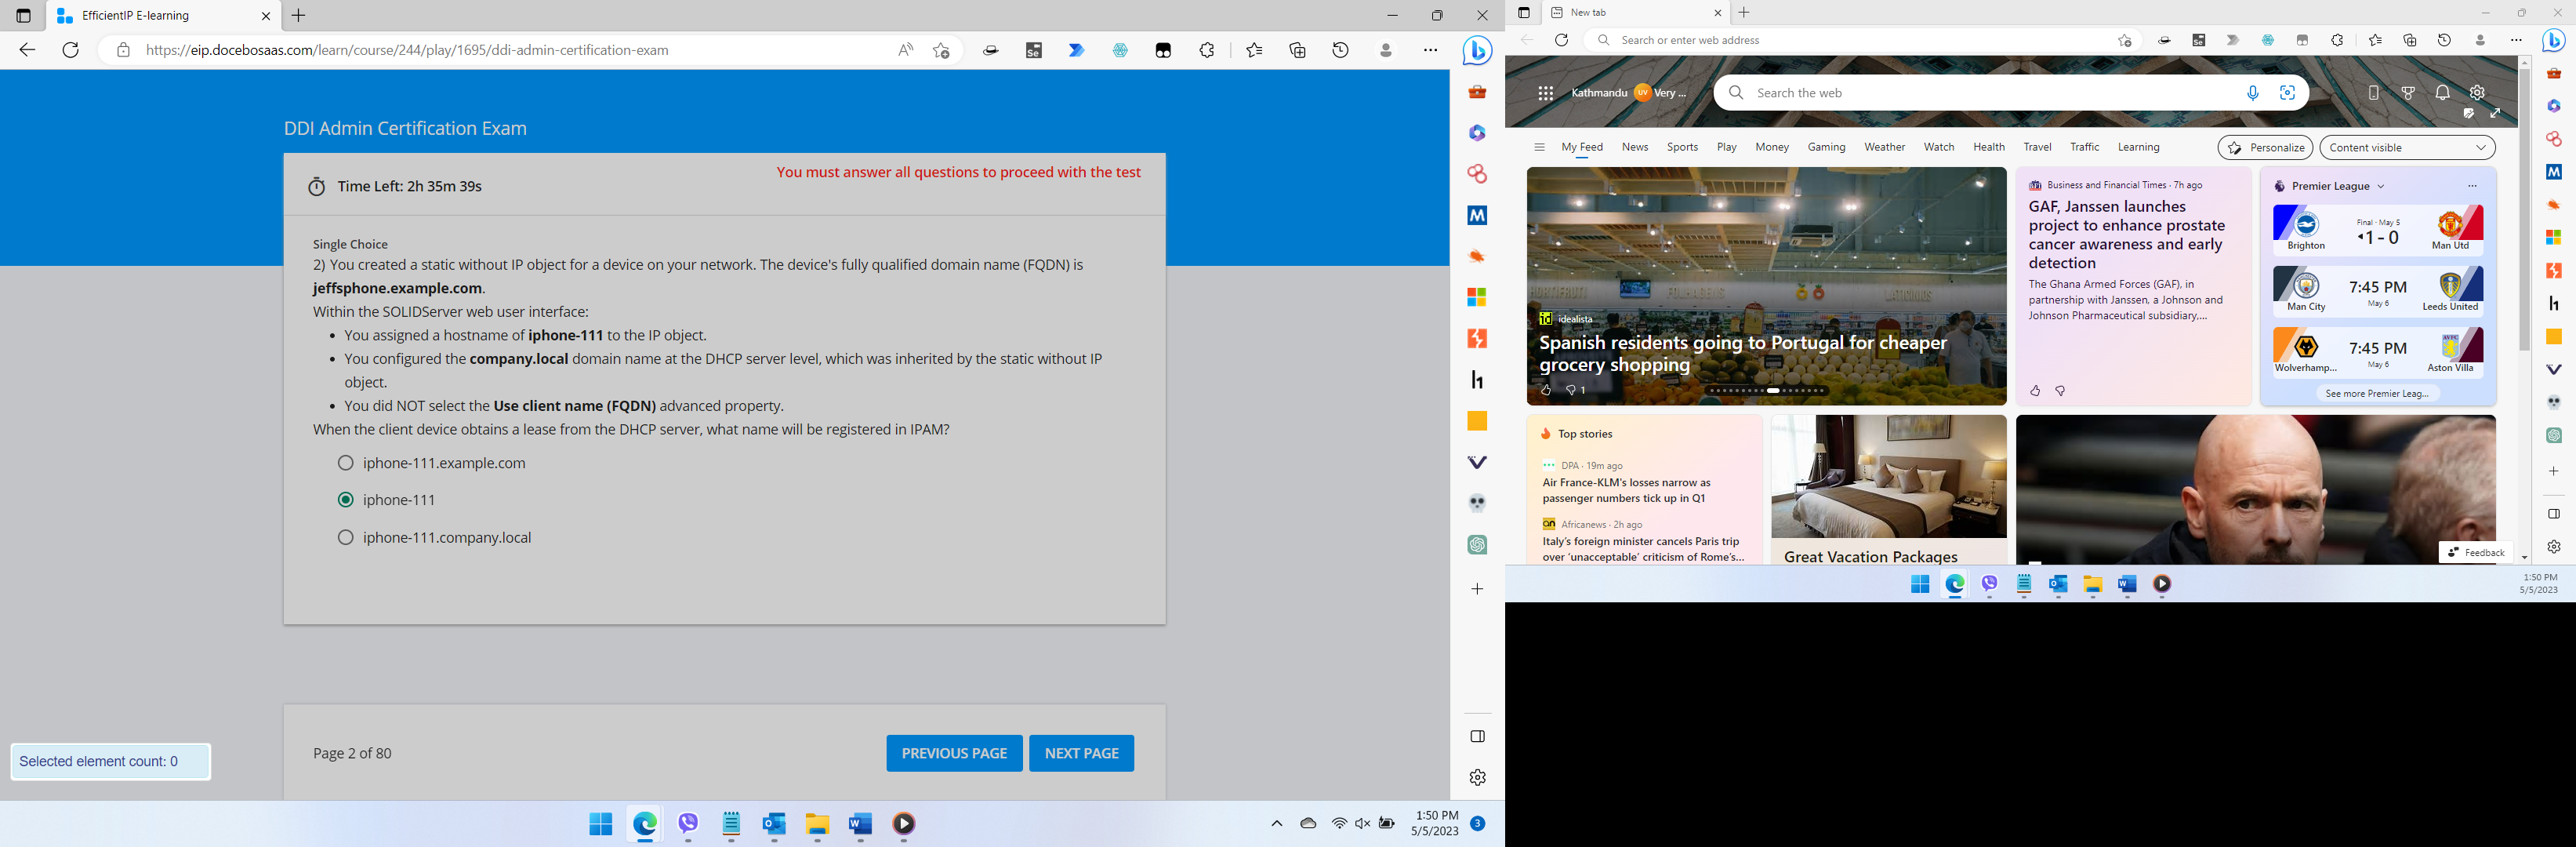 EfficientIP E-learning
https://eip.docebosaas.com/learn/course/244/play/1695/ddi-admin-certification-exam
DDI Admin Certification Exam
You must answer all questions to proceed with the test
Time Left: 2h 35m 39s
Single Choice
2) You created a static without IP object for a device on your network. The device's fully qualified domain name (FQDN) is
jeffsphone.example.com.
Within the SOLIDServer web user interface:
• You assigned a hostname of iphone-111 to the IP object.
• You configured the company.local domain name at the DHCP server level, which was inherited by the static without IP
object.
• You did NOT select the Use client name (FQDN) advanced property.
When the client device obtains a lease from the DHCP server, what name will be registered in IPAM?
iphone-111.example.com
iphone-111
iphone-111.company.local
Page 2 of 80
PREVIOUS PAGE
NEXT PAGE
Selected element count: 0
1:50 PM
5/5/2023
3
New tab
Search or enter web address
Kathmandu
UV
Very ...
Search the web
My Feed News Sports Play Money Gaming Weather Watch Health Travel Traffic Learning
Personalize
Content visible
idealista
Spanish residents going to Portugal for cheaper
grocery shopping
1
Business and Financial Times · 7h ago
GAF, Janssen launches
project to enhance prostate
cancer awareness and early
detection
The Ghana Armed Forces (GAF), in
partnership with Janssen, a Johnson and
Johnson Pharmaceutical subsidiary,...
Premier League
Final · May 5
1 - 0
Brighton
Man Utd
7:45 PM
May 6
Man City
Leeds United
7:45 PM
May 6
Wolverhamp...
Aston Villa
See more Premier Leag...
Top stories
DPA · 19m ago
Air France-KLM's losses narrow as
passenger numbers tick up in Q1
Africanews · 2h ago
Italy's foreign minister cancels Paris trip
over 'unacceptable' criticism of Rome's...
Great Vacation Packages
Feedback
1:50 PM
5/5/2023